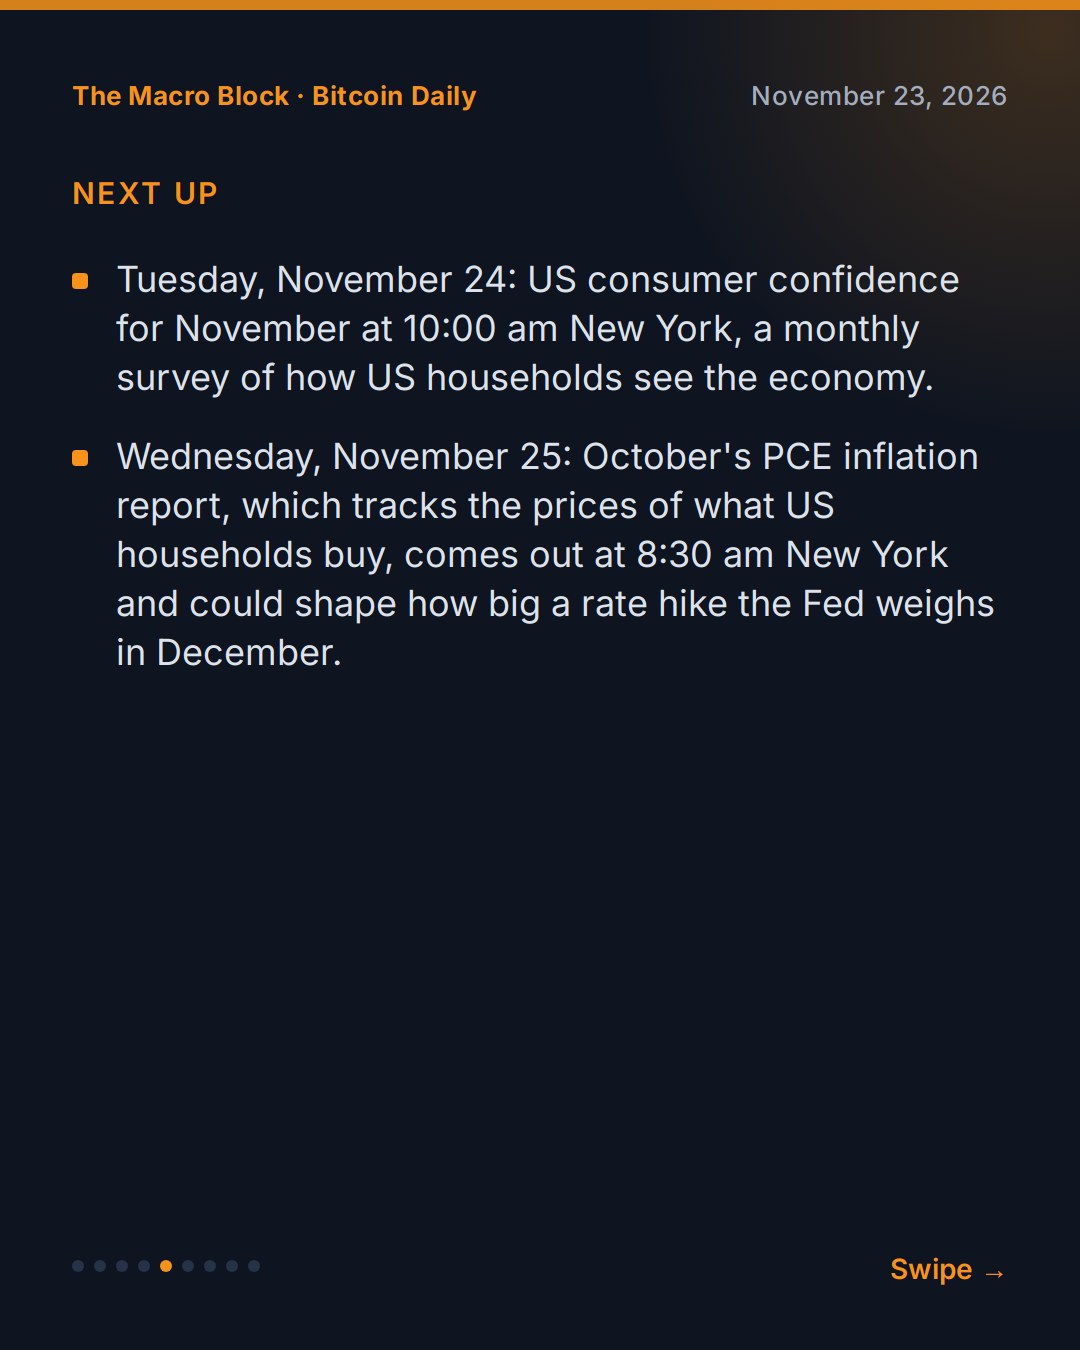 The Macro Block · Bitcoin Daily
November 23, 2026
NEXT UP
Tuesday, November 24: US consumer confidence
for November at 10:00 am New York, a monthly
survey of how US households see the economy.
Wednesday, November 25: October's PCE inflation
report, which tracks the prices of what US
households buy, comes out at 8:30 am New York
and could shape how big a rate hike the Fed weighs
in December.
Swipe →